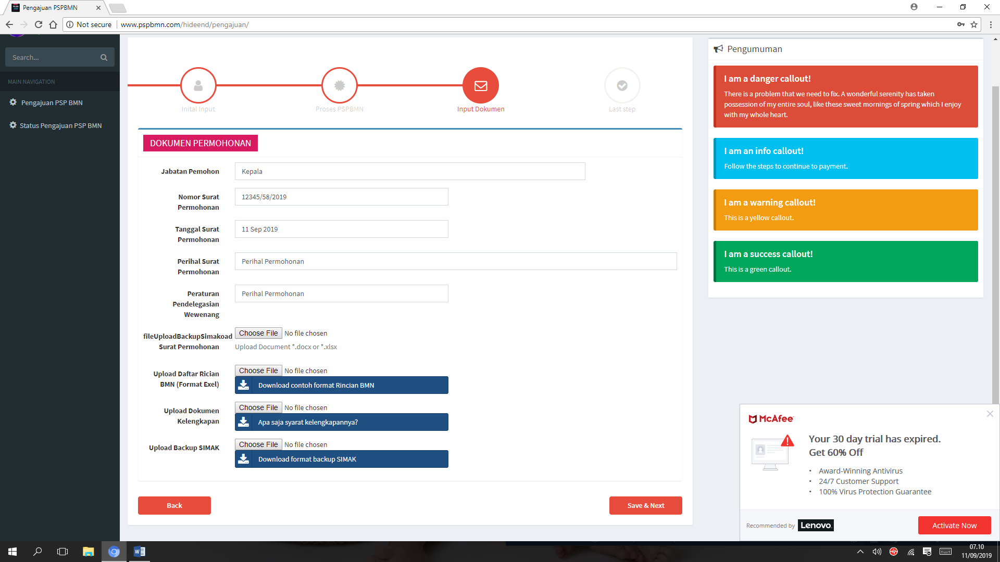 Pengajuan PSPBMN
Not secure
www.pspbmn.com/hideend/pengajuan/
Search...
MAIN NAVIGATION
Pengajuan PSP BMN
Status Pengajuan PSP BMN
Inital Input
Proses PSPBMN
Input Dokumen
Last step
DOKUMEN PERMOHONAN
Jabatan Pemohon
Kepala
Nomor Surat
Permohonan
12345/58/2019
Tanggal Surat
Permohonan
11 Sep 2019
Perihal Surat
Permohonan
Perihal Permohonan
Peraturan
Pendelegasian
Wewenang
Perihal Permohonan
fileUploadBackupSimakoad
Surat Permohonan
Choose File No file chosen
Upload Document *.docx or *.xlsx
Upload Daftar Rician
BMN (Format Exel)
Choose File No file chosen
Download contoh format Rincian BMN
Upload Dokumen
Kelengkapan
Choose File No file chosen
Apa saja syarat kelengkapannya?
Upload Backup SIMAK
Choose File No file chosen
Download format backup SIMAK
Back
Save & Next
Pengumuman
I am a danger callout!
There is a problem that we need to fix. A wonderful serenity has taken
possession of my entire soul, like these sweet mornings of spring which I enjoy
with my whole heart.
I am an info callout!
Follow the steps to continue to payment.
I am a warning callout!
This is a yellow callout.
I am a success callout!
This is a green callout.
McAfee
Your 30 day trial has expired.
Get 60% Off
• Award-Winning Antivirus
• 24/7 Customer Support
• 100% Virus Protection Guarantee
Recommended by Lenovo
Activate Now
07.10
11/09/2019